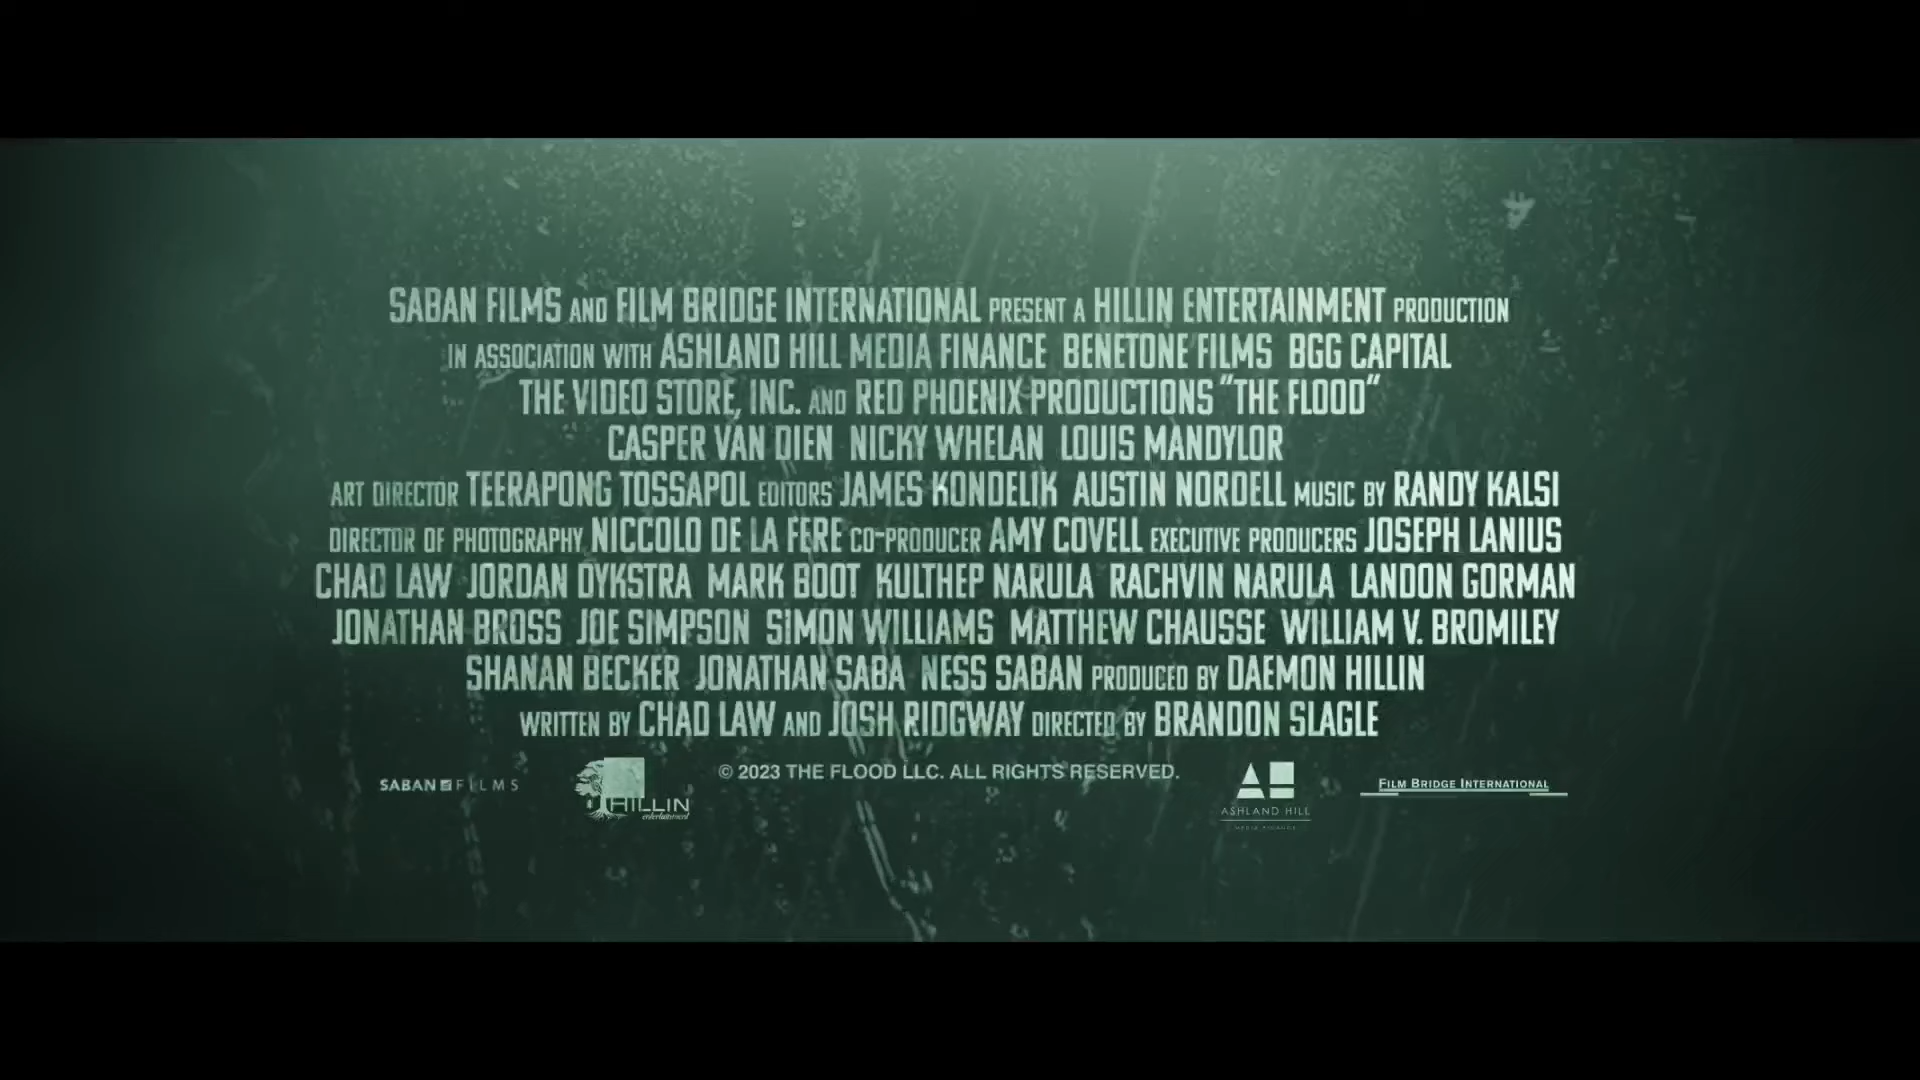 SABAN FILMS AND FILM BRIDGE INTERNATIONAL PRESENT A HILLIN ENTERTAINMENT PRODUCTION
IN ASSOCIATION WITH ASHLAND HILL MEDIA FINANCE BENETONE FILMS BGG CAPITAL
THE VIDEO STORE, INC. AND RED PHOENIX PRODUCTIONS "THE FLOOD"
CASPER VAN DIEN NICKY WHELAN LOUIS MANDYLOR
ART DIRECTOR TEERAPONG TOSSAPOL EDITORS JAMES KONDELIK AUSTIN NORDELL MUSIC BY RANDY KALSI
DIRECTOR OF PHOTOGRAPHY NICCOLO DE LA FERE CO-PRODUCER AMY COVELL EXECUTIVE PRODUCERS JOSEPH LANIUS
CHAD LAW JORDAN DYKSTRA MARK BOOT KULTHEP NARULA RACHVIN NARULA LANDON GORMAN
JONATHAN BROSS JOE SIMPSON SIMON WILLIAMS MATTHEW CHAUSSE WILLIAM V. BROMILEY
SHANAN BECKER JONATHAN SABA NESS SABAN PRODUCED BY DAEMON HILLIN
WRITTEN BY CHAD LAW AND JOSH RIDGWAY DIRECTED BY BRANDON SLAGLE
© 2023 THE FLOOD LLC. ALL RIGHTS RESERVED.
SABAN FILMS
HILLIN
entertainment
ASHLAND HILL
MEDIA FINANCE
FILM BRIDGE INTERNATIONAL